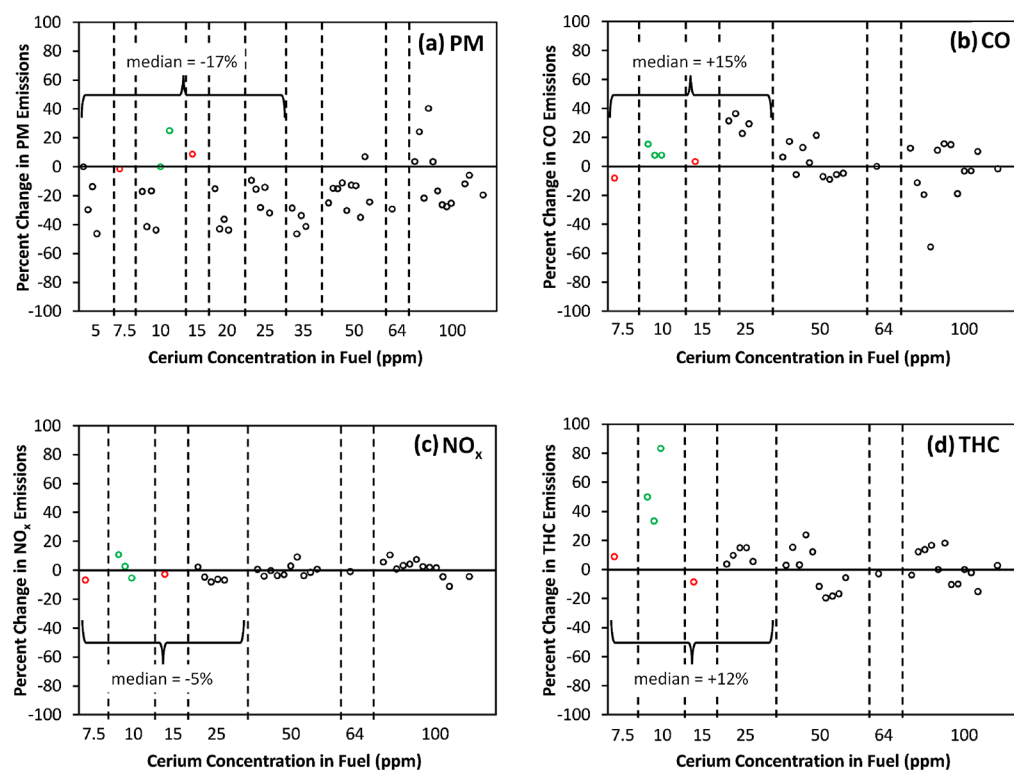 (a) PM
median = -17%
Percent Change in PM Emissions
100
80
60
40
20
0
-20
-40
-60
-80
-100
5 7.5 10 15 20 25 35 50 64 100
Cerium Concentration in Fuel (ppm)
(b) CO
median = +15%
Percent Change in CO Emissions
100
80
60
40
20
0
-20
-40
-60
-80
-100
7.5 10 15 25 50 64 100
Cerium Concentration in Fuel (ppm)
(c) NOx
median = -5%
Percent Change in NOx Emissions
100
80
60
40
20
0
-20
-40
-60
-80
-100
7.5 10 15 25 50 64 100
Cerium Concentration in Fuel (ppm)
(d) THC
median = +12%
Percent Change in THC Emissions
100
80
60
40
20
0
-20
-40
-60
-80
-100
7.5 10 15 25 50 64 100
Cerium Concentration in Fuel (ppm)